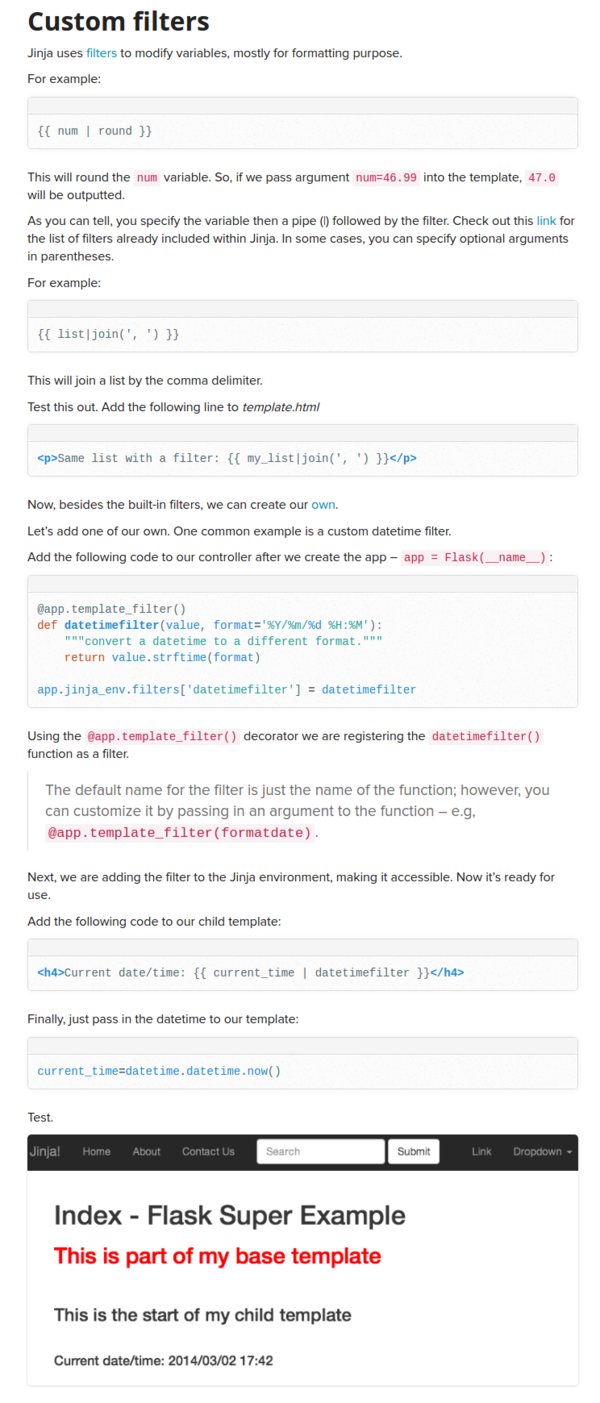 Custom filters
Jinja uses filters to modify variables, mostly for formatting purpose.
For example:
{{ num | round }}
This will round the num variable. So, if we pass argument num=46.99 into the template, 47.0
will be outputted.
As you can tell, you specify the variable then a pipe (|) followed by the filter. Check out this link for
the list of filters already included within Jinja. In some cases, you can specify optional arguments
in parentheses.
For example:
{{ list|join(', ') }}
This will join a list by the comma delimiter.
Test this out. Add the following line to template.html
<p>Same list with a filter: {{ my_list|join(', ') }}</p>
Now, besides the built-in filters, we can create our own.
Let’s add one of our own. One common example is a custom datetime filter.
Add the following code to our controller after we create the app – app = Flask(__name__) :
@app.template_filter()
def datetimefilter(value, format='%Y/%m/%d %H:%M'):
    """convert a datetime to a different format."""
    return value.strftime(format)
app.jinja_env.filters['datetimefilter'] = datetimefilter
Using the @app.template_filter() decorator we are registering the datetimefilter()
function as a filter.
The default name for the filter is just the name of the function; however, you
can customize it by passing in an argument to the function – e.g,
@app.template_filter(formatdate) .
Next, we are adding the filter to the Jinja environment, making it accessible. Now it’s ready for
use.
Add the following code to our child template:
<h4>Current date/time: {{ current_time | datetimefilter }}</h4>
Finally, just pass in the datetime to our template:
current_time=datetime.datetime.now()
Test.
Jinja! Home About Contact Us Search Submit Link Dropdown
Index - Flask Super Example
This is part of my base template
This is the start of my child template
Current date/time: 2014/03/02 17:42